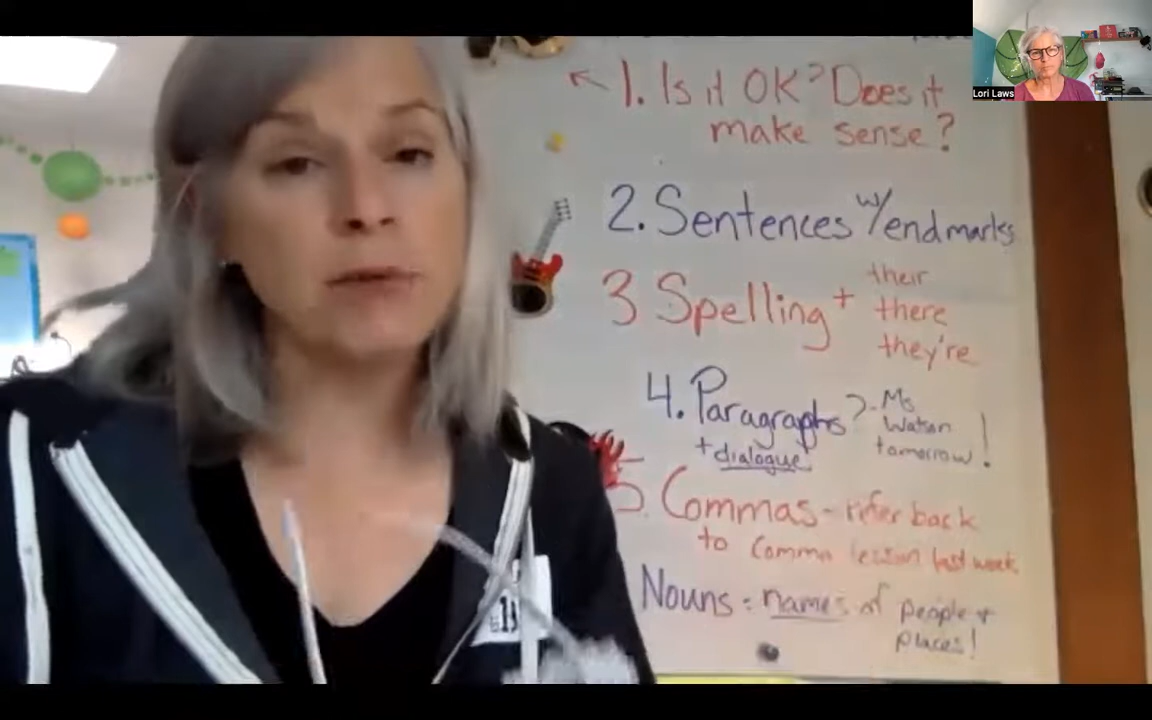 Lori Laws
1. Is it OK? Does it
make sense?
2. Sentences w/ endmarks
3 Spelling + their
there
they're
4. Paragraphs?- Ms
Watson
+ dialogue tomorrow!
5. Commas - refer back
to Comma lesson last week
Nouns = names of people +
places!